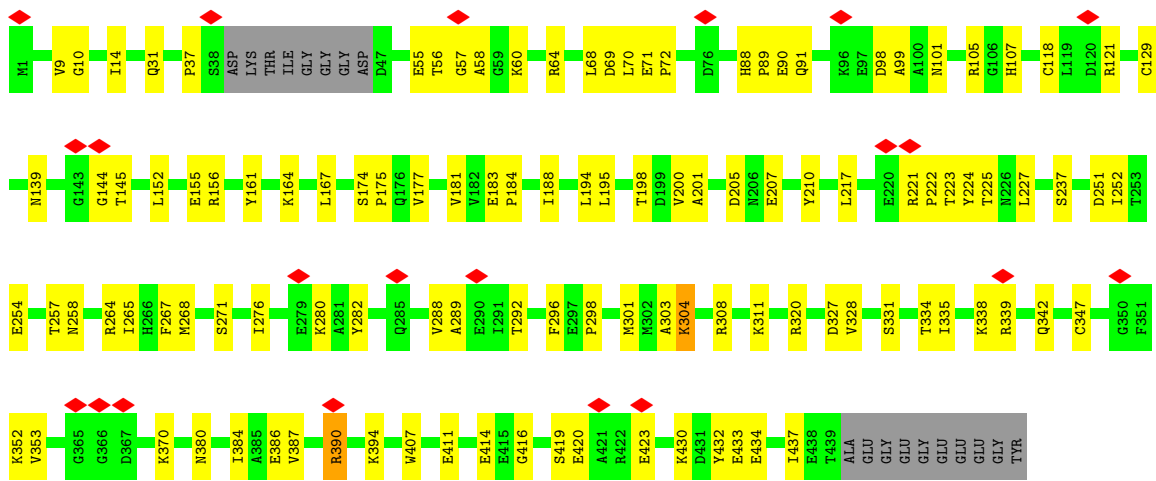 M1 V9 G10 I14 Q31 P37 S38 ASP LYS THR ILE GLY GLY GLY ASP D47 E55 T56 G57 A58 G59 K60 R64 L68 D69 L70 E71 P72 D76 H88 P89 E90 Q91 K96 E97 D98 A99 A100 N101 R105 G106 H107 C118 L119 D120 R121 C129
N139 G143 G144 T145 L152 E155 R156 Y161 K164 L167 S174 P175 Q176 V177 V181 V182 E183 P184 I188 L194 L195 T198 D199 V200 A201 D205 N206 E207 Y210 L217 E220 R221 P222 T223 Y224 T225 N226 L227 S237 D251 I252 T253
E254 T257 N258 R264 I265 H266 F267 M268 S271 I276 E279 K280 A281 Y282 Q285 V288 A289 E290 I291 T292 F296 E297 P298 M301 M302 A303 K304 R308 K311 R320 D327 V328 S331 T334 I335 K338 R339 Q342 C347 G350 F351
K352 V353 G365 G366 D367 K370 N380 I384 A385 E386 V387 R390 K394 W407 E411 E414 E415 G416 S419 E420 A421 R422 E423 K430 D431 Y432 E433 E434 I437 E438 T439 ALA GLU GLY GLU GLY GLU GLU GLU GLY TYR